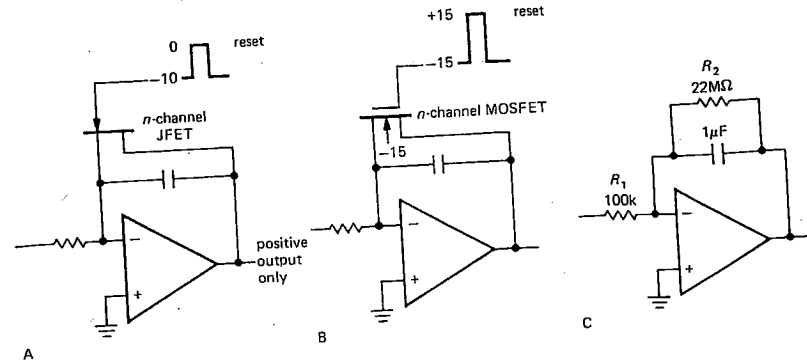 0
reset
−10
n-channel
JFET
−
+
positive
output
only
A
+15
reset
−15
n-channel MOSFET
−15
−
+
B
R2
22MΩ
1μF
R1
100k
−
+
C